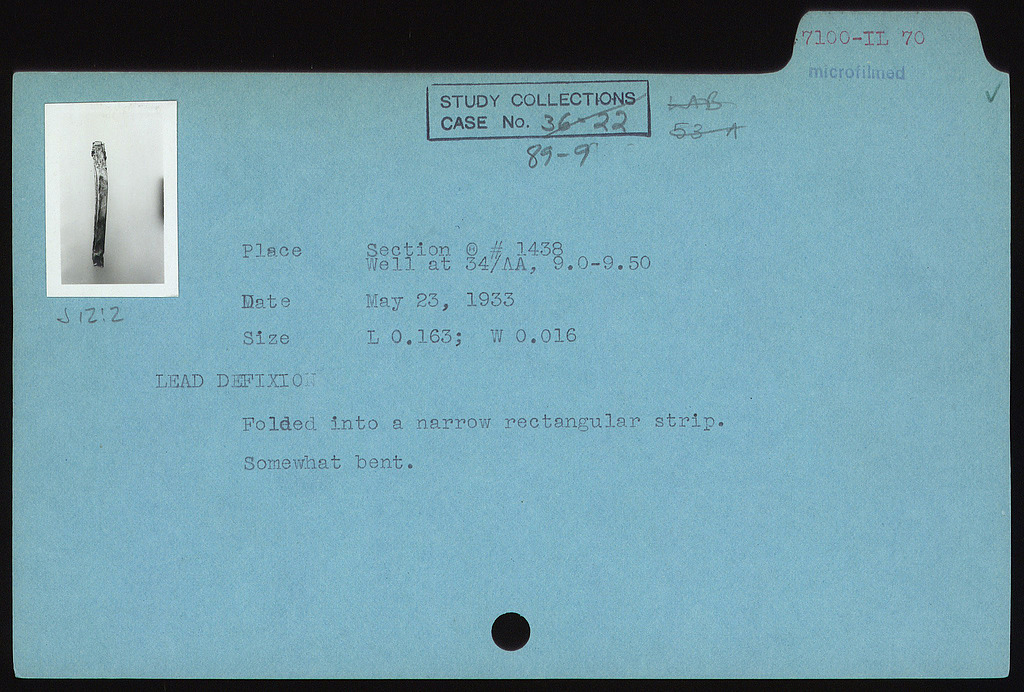 7100-IL 70
microfilmed
✓
STUDY COLLECTIONS
CASE No. 36-22
89-9
LAB
53-A
Place Section Θ # 1438
Well at 34/ΛΑ, 9.0-9.50
Date May 23, 1933
J 12:2
Size L 0.163; W 0.016
LEAD DEFIXION
Folded into a narrow rectangular strip.
Somewhat bent.